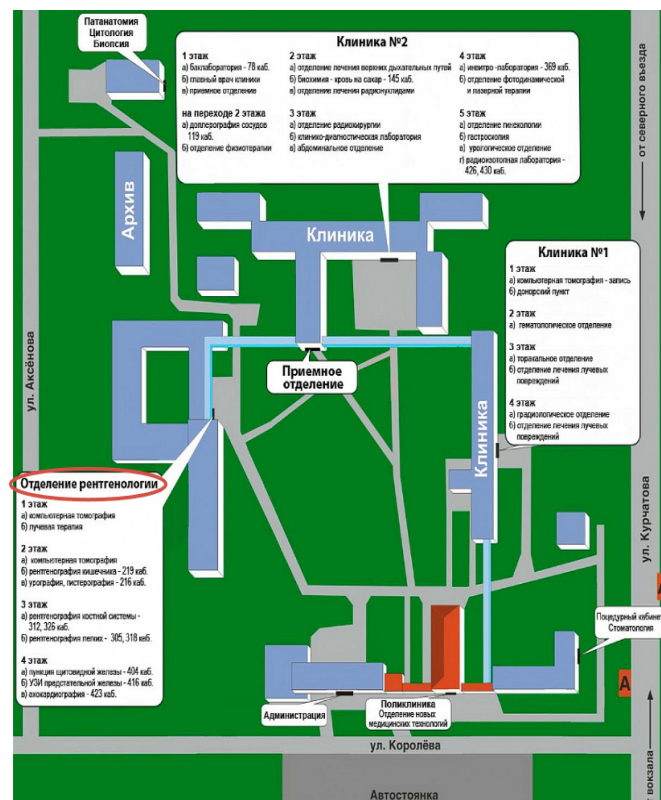 Патанатомия
Цитология
Биопсия
Клиника №2
1 этаж
а) баклаборатория - 78 каб.
б) главный врач клиники
в) приемное отделение
на переходе 2 этажа
а) доплерография сосудов
119 каб.
б) отделение физиотерапи
2 этаж
а) отделение лечения верхних дыхательных путей
б) биохимия - кровь на сахар - 145 каб.
в) отделение лечения радионуклидами
3 этаж
а) отделение радиохирургии
б) клинико-диагностическая лаборатория
в) абдоминальное отделение
4 этаж
а) инвитро -лаборатория - 369 каб.
б) отделение фотодинамической
и лазерной терапии
5 этаж
а) отделение гинекологии
б) гастроскопия
в) урологическое отделение
г) радиоизотопная лаборатория -
426, 430 каб.
от северного въезда
Архив
Клиника
Клиника №1
1 этаж
а) компьютерная томография - запись
б) донорский пункт
2 этаж
а) гематологическое отделение
3 этаж
а) торакальное отделение
б) отделение лечения лучевых
повреждений
4 этаж
а) градиологическое отделение
б) отделение лечения лучевых
повреждений
ул. Аксёнова
Приемное
отделение
Клиника
Отделение рентгенологии
1 этаж
а) компьютерная томография
б) лучевая терапия
2 этаж
а) компьютерная томография
б) рентгенография кишечника - 219 каб.
в) урография, гистерография - 216 каб.
3 этаж
а) рентгенография костной системы -
312, 326 каб.
б) рентгенография легких - 305, 318 каб.
4 этаж
а) пункция щитовидной железы - 404 каб.
б) УЗИ предстательной железы - 416 каб.
в) эхокардиография - 423 каб.
ул. Курчатова
Поцедурный кабинет
Стоматология
А
Администрация
Поликлиника
Отделение новых
медицинских технологий
ул. Королёва
Автостоянка
вокзала